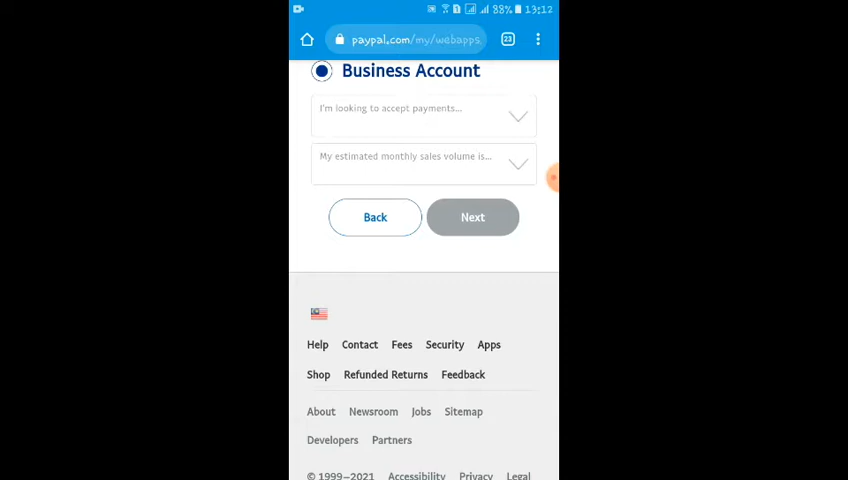 88% 13:12
paypal.com/my/webapps
23
Business Account
I'm looking to accept payments...
My estimated monthly sales volume is...
Back Next
Help Contact Fees Security Apps
Shop Refunded Returns Feedback
About Newsroom Jobs Sitemap
Developers Partners
© 1999–2021 Accessibility Privacy Legal